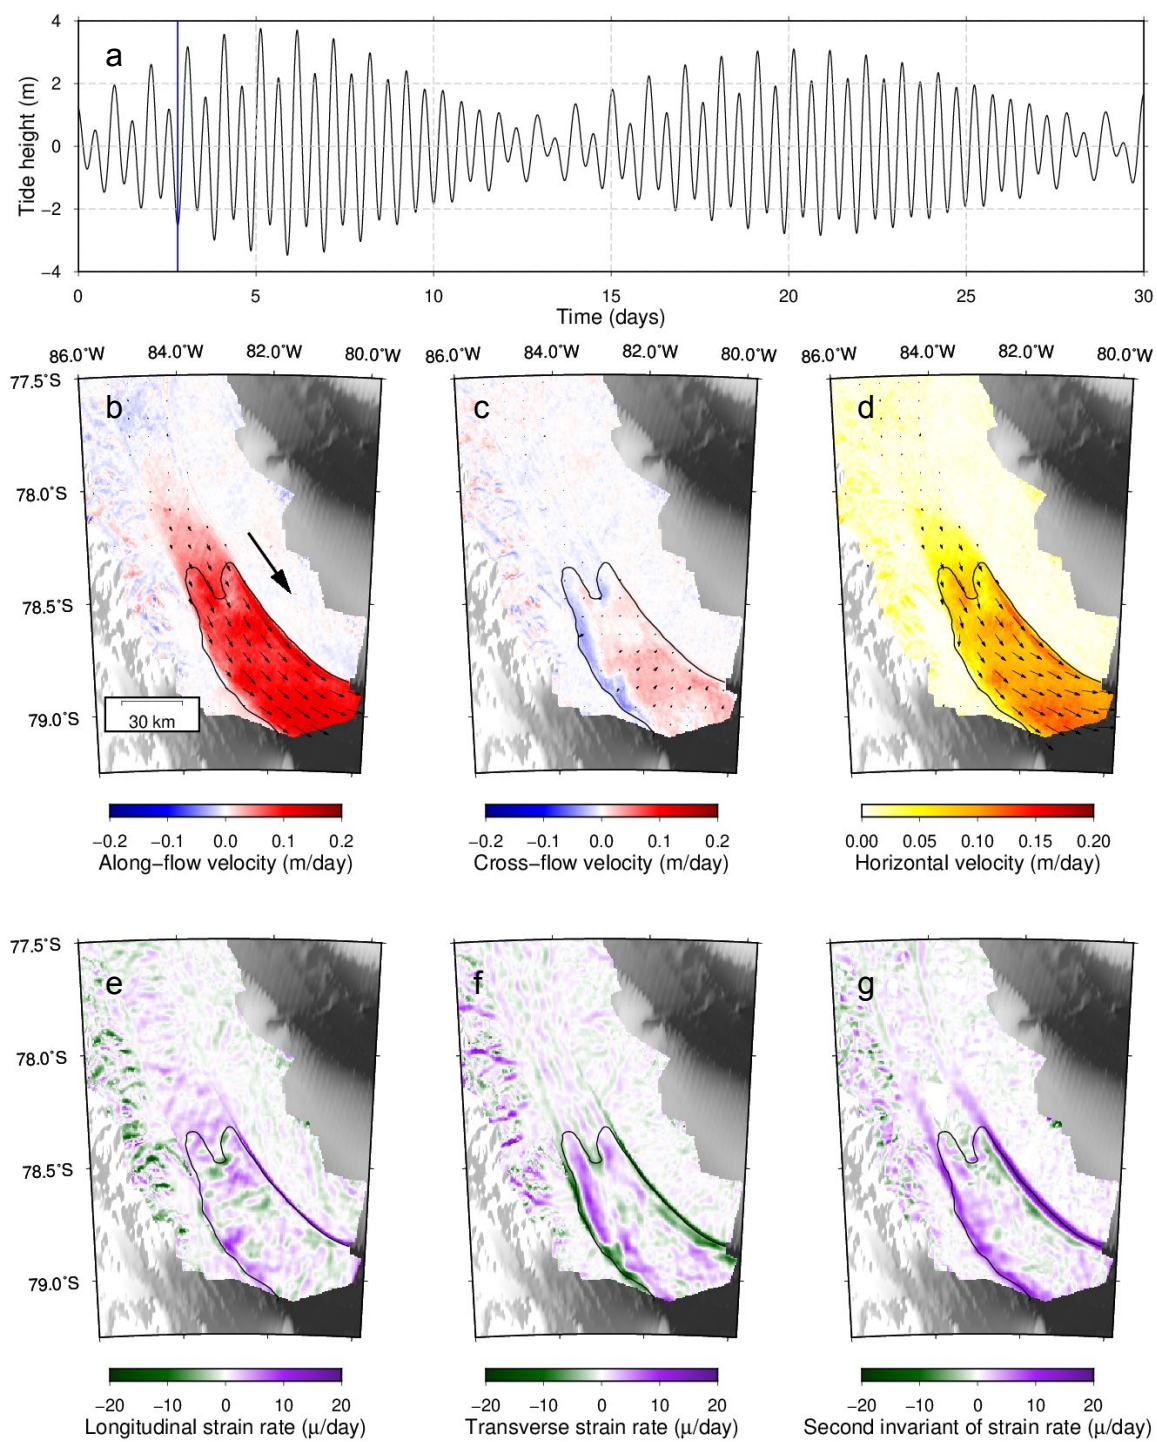 a
Tide height (m)
4
2
0
−2
−4
0 5 10 15 20 25 30
Time (days)
86.0˚W 84.0˚W 82.0˚W 80.0˚W 86.0˚W 84.0˚W 82.0˚W 80.0˚W 86.0˚W 84.0˚W 82.0˚W 80.0˚W
77.5˚S
b c d
78.0˚S
78.5˚S
79.0˚S
30 km
−0.2 −0.1 0.0 0.1 0.2 −0.2 −0.1 0.0 0.1 0.2 0.00 0.05 0.10 0.15 0.20
Along−flow velocity (m/day) Cross−flow velocity (m/day) Horizontal velocity (m/day)
77.5˚S
e f g
78.0˚S
78.5˚S
79.0˚S
−20 −10 0 10 20 −20 −10 0 10 20 −20 −10 0 10 20
Longitudinal strain rate (μ/day) Transverse strain rate (μ/day) Second invariant of strain rate (μ/day)